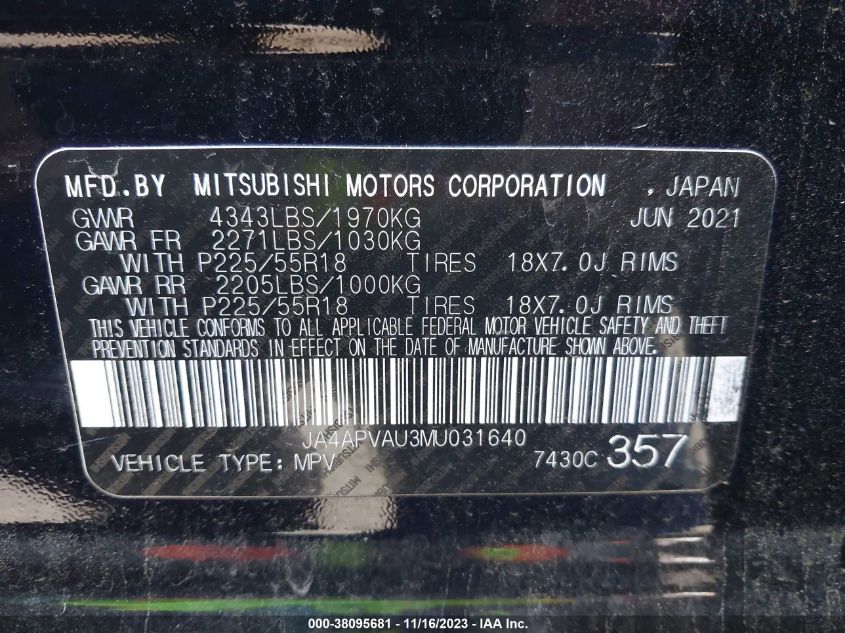 MFD.BY MITSUBISHI MOTORS CORPORATION , JAPAN
GVWR 4343LBS/1970KG JUN 2021
GAWR FR 2271LBS/1030KG
WITH P225/55R18 TIRES 18X7.0J RIMS
GAWR RR 2205LBS/1000KG
WITH P225/55R18 TIRES 18X7.0J RIMS
THIS VEHICLE CONFORMS TO ALL APPLICABLE FEDERAL MOTOR VEHICLE SAFETY AND THEFT
PREVENTION STANDARDS IN EFFECT ON THE DATE OF MANUFACTURE SHOWN ABOVE.
JA4APVAU3MU031640
VEHICLE TYPE: MPV 7430C 357
000-38095681 - 11/16/2023 - IAA Inc.